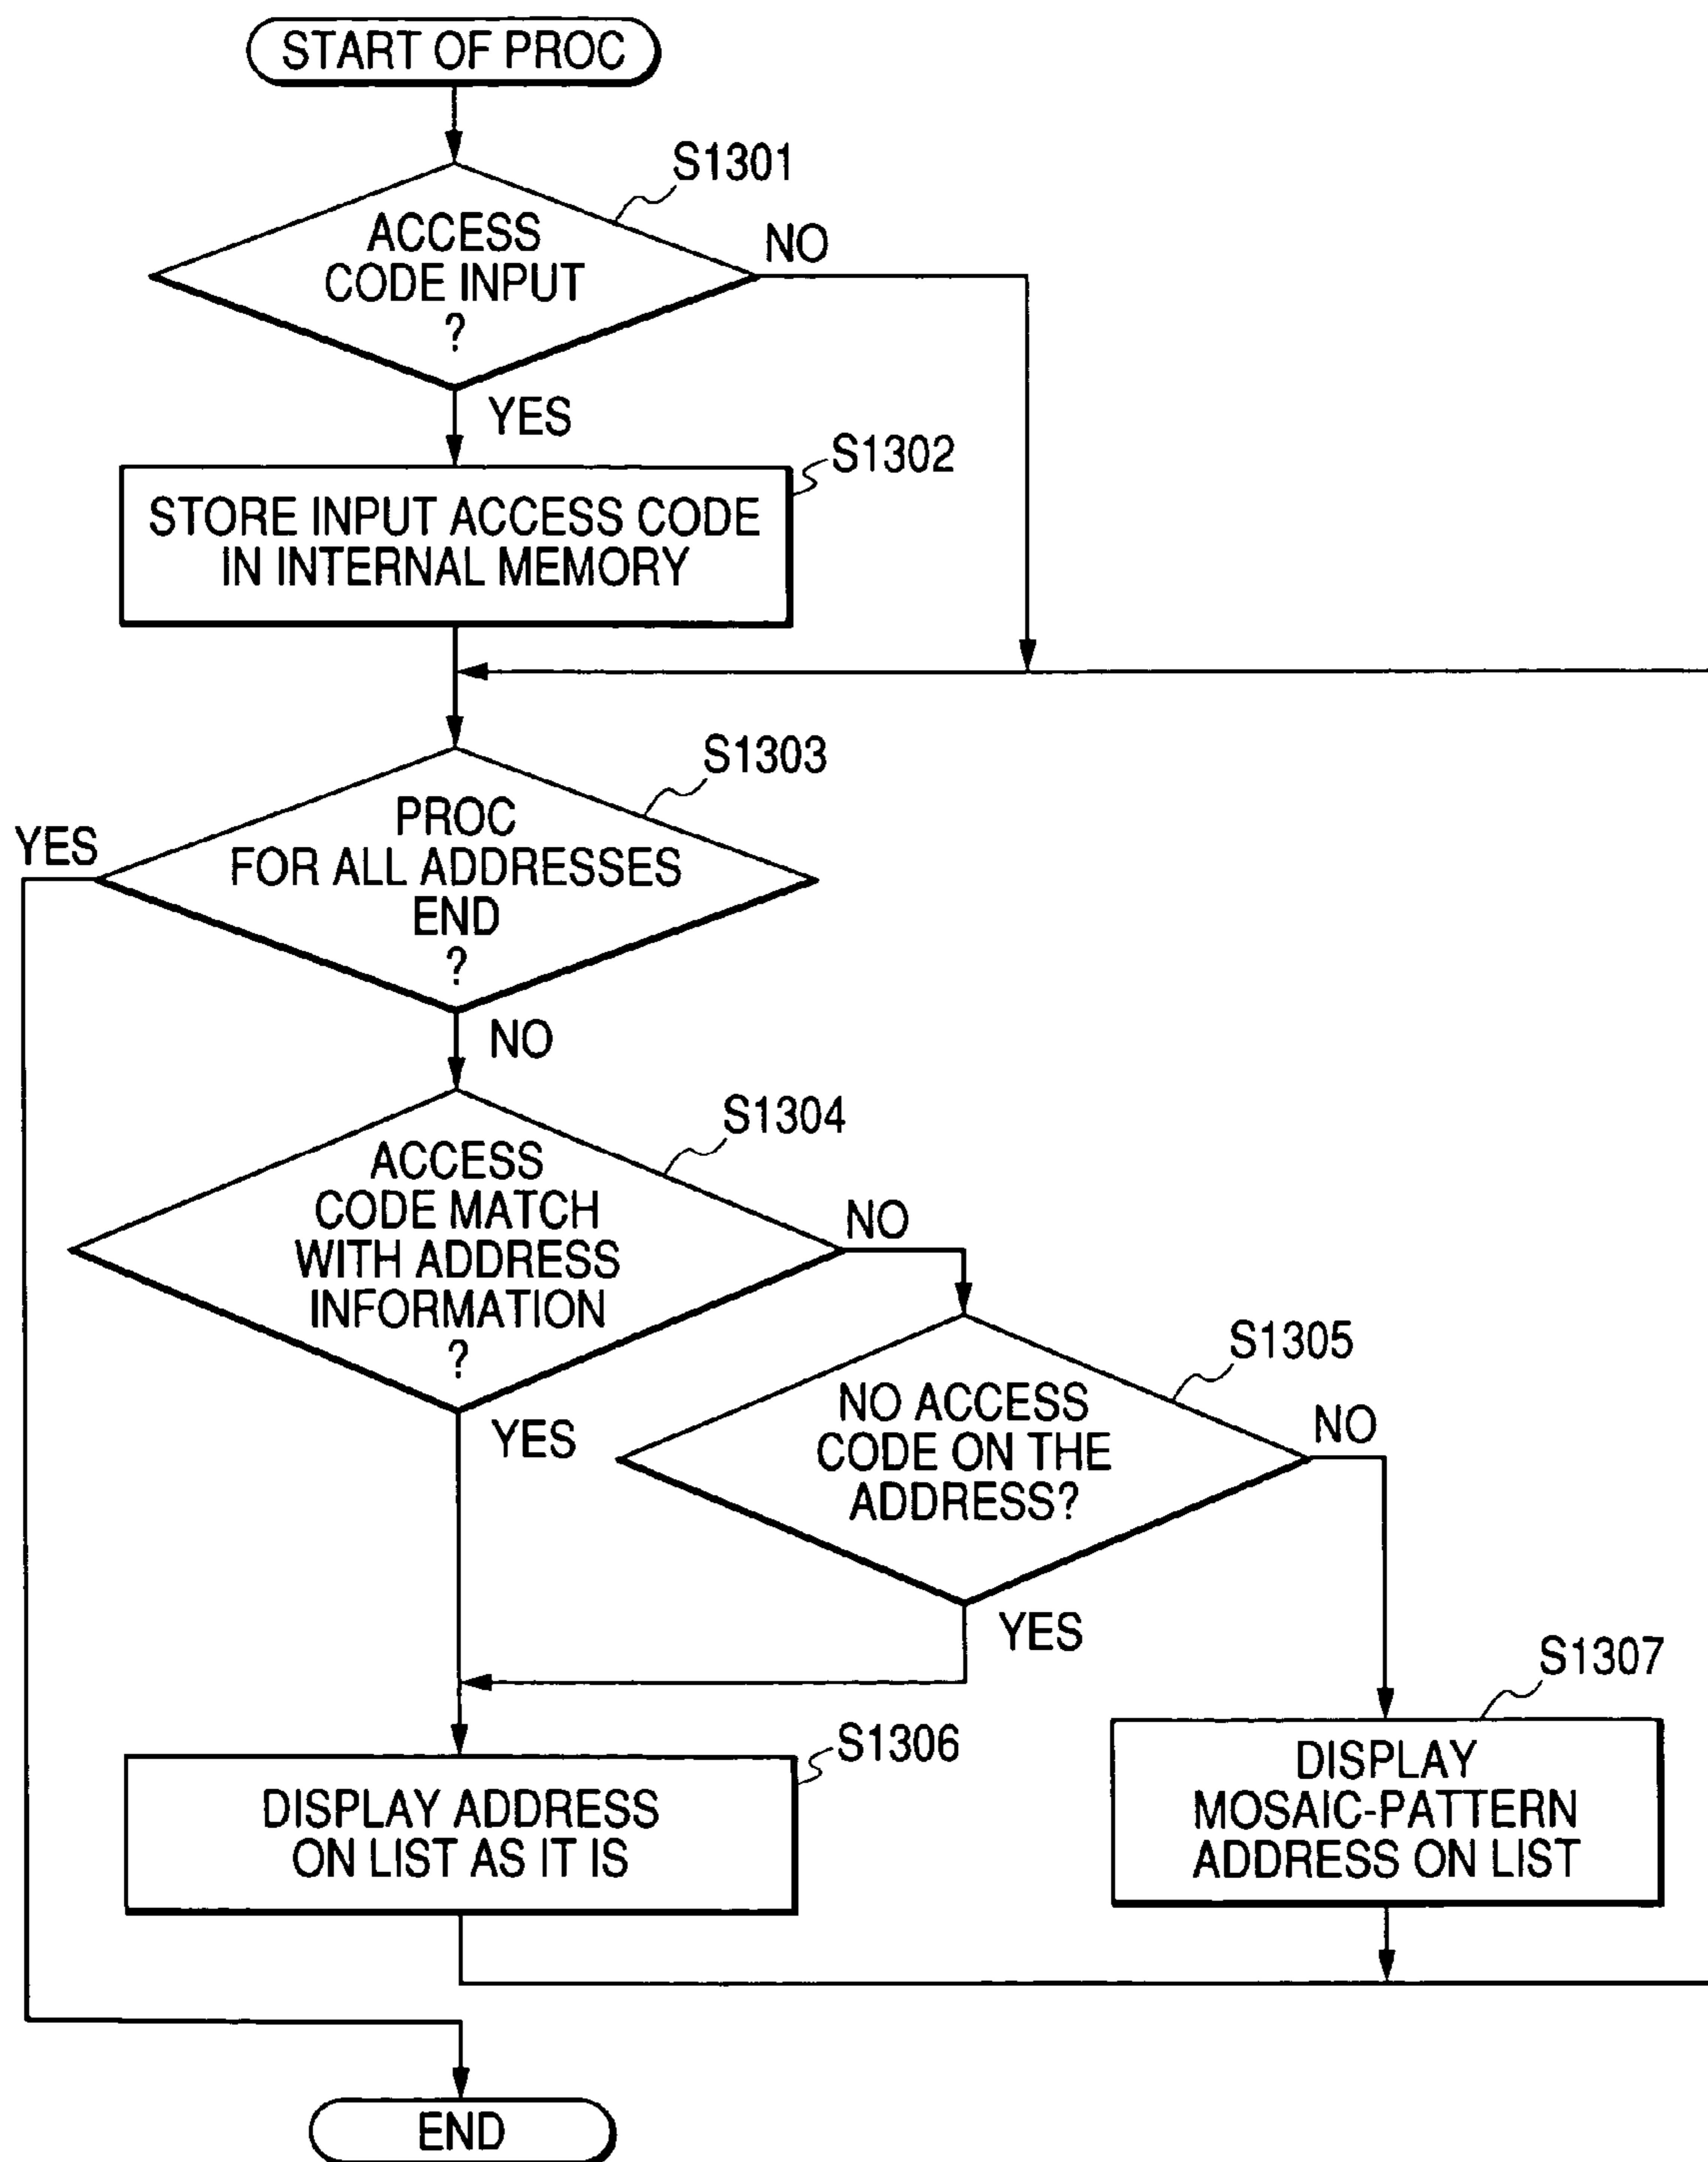 START OF PROC
S1301
ACCESS
CODE INPUT
?
NO
YES
S1302
STORE INPUT ACCESS CODE
IN INTERNAL MEMORY
S1303
PROC
FOR ALL ADDRESSES
END
?
YES
NO
S1304
ACCESS
CODE MATCH
WITH ADDRESS
INFORMATION
?
NO
YES
S1305
NO ACCESS
CODE ON THE
ADDRESS?
NO
YES
S1306
DISPLAY ADDRESS
ON LIST AS IT IS
S1307
DISPLAY
MOSAIC-PATTERN
ADDRESS ON LIST
END